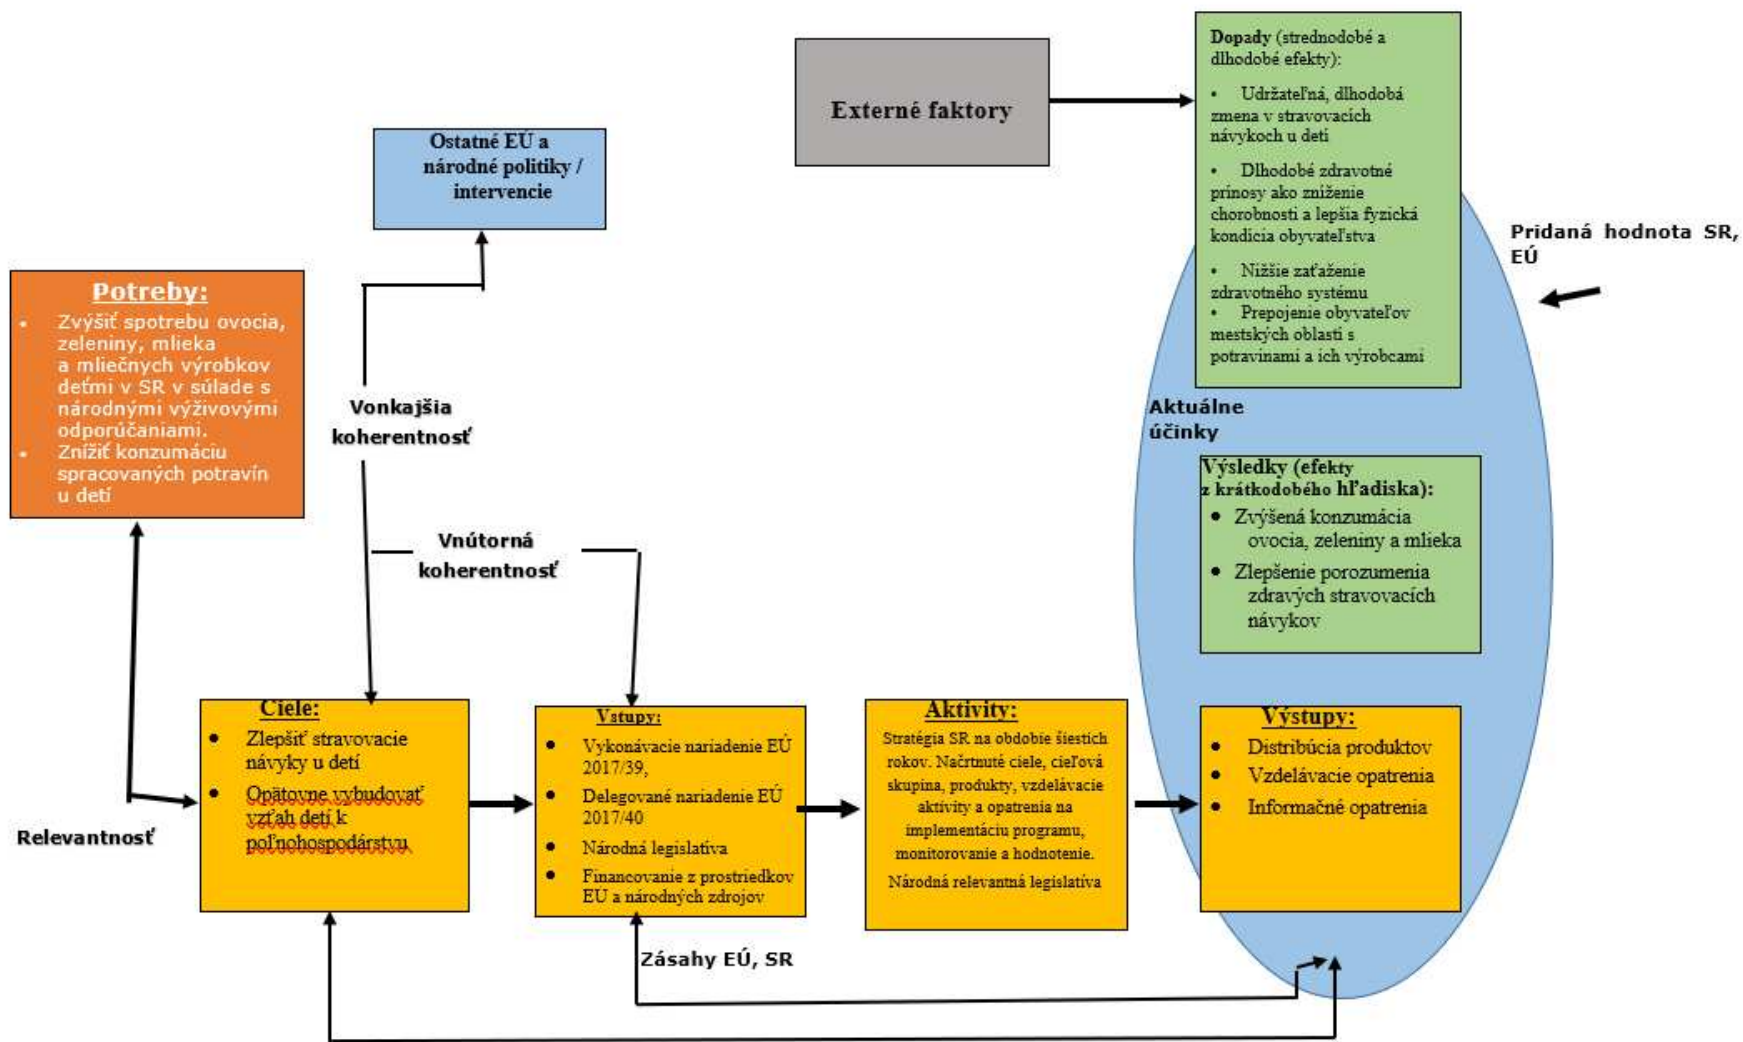 Dopady (strednodobé a
dlhodobé efekty):
• Udržateľná, dlhodobá
zmena v stravovacích
návykoch u detí
• Dlhodobé zdravotné
prínosy ako zníženie
chorobnosti a lepšia fyzická
kondícia obyvateľstva
• Nižšie zaťaženie
zdravotného systému
• Prepojenie obyvateľov
mestských oblastí s
potravinami a ich výrobcami
Externé faktory
Ostatné EÚ a
národné politiky /
intervencie
Pridaná hodnota SR,
EÚ
Potreby:
• Zvýšiť spotrebu ovocia,
zeleniny, mlieka
a mliečnych výrobkov
deťmi v SR v súlade s
národnými výživovými
odporúčaniami.
• Znížiť konzumáciu
spracovaných potravín
u detí
Vonkajšia
koherentnosť
Aktuálne
účinky
Výsledky (efekty
z krátkodobého hľadiska):
• Zvýšená konzumácia
ovocia, zeleniny a mlieka
• Zlepšenie porozumenia
zdravých stravovacích
návykov
Vnútorná
koherentnosť
Relevantnosť
Ciele:
• Zlepšiť stravovacie
návyky u detí
• Opätovne vybudovať
vzťah detí k
poľnohospodárstvu
Vstupy:
• Vykonávacie nariadenie EÚ
2017/39,
• Delegované nariadenie EÚ
2017/40
• Národná legislatíva
• Financovanie z prostriedkov
EÚ a národných zdrojov
Aktivity:
Stratégia SR na obdobie šiestich
rokov. Načrtnuté ciele, cieľová
skupina, produkty, vzdelávacie
aktivity a opatrenia na
implementáciu programu,
monitorovanie a hodnotenie.
Národná relevantná legislatíva
Výstupy:
• Distribúcia produktov
• Vzdelávacie opatrenia
• Informačné opatrenia
Zásahy EÚ, SR